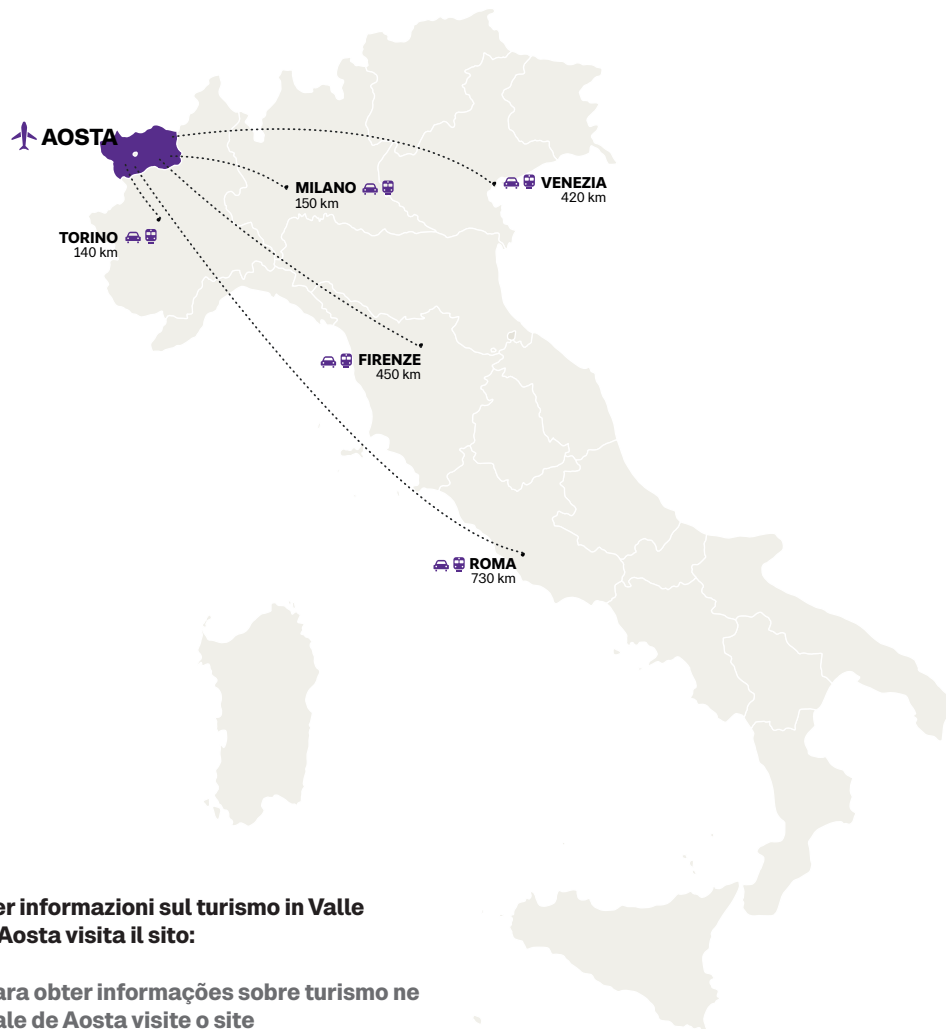 AOSTA
MILANO
150 km
VENEZIA
420 km
TORINO
140 km
FIRENZE
450 km
ROMA
730 km
er informazioni sul turismo in Valle
Aosta visita il sito:
ara obter informações sobre turismo ne
ale de Aosta visite o site